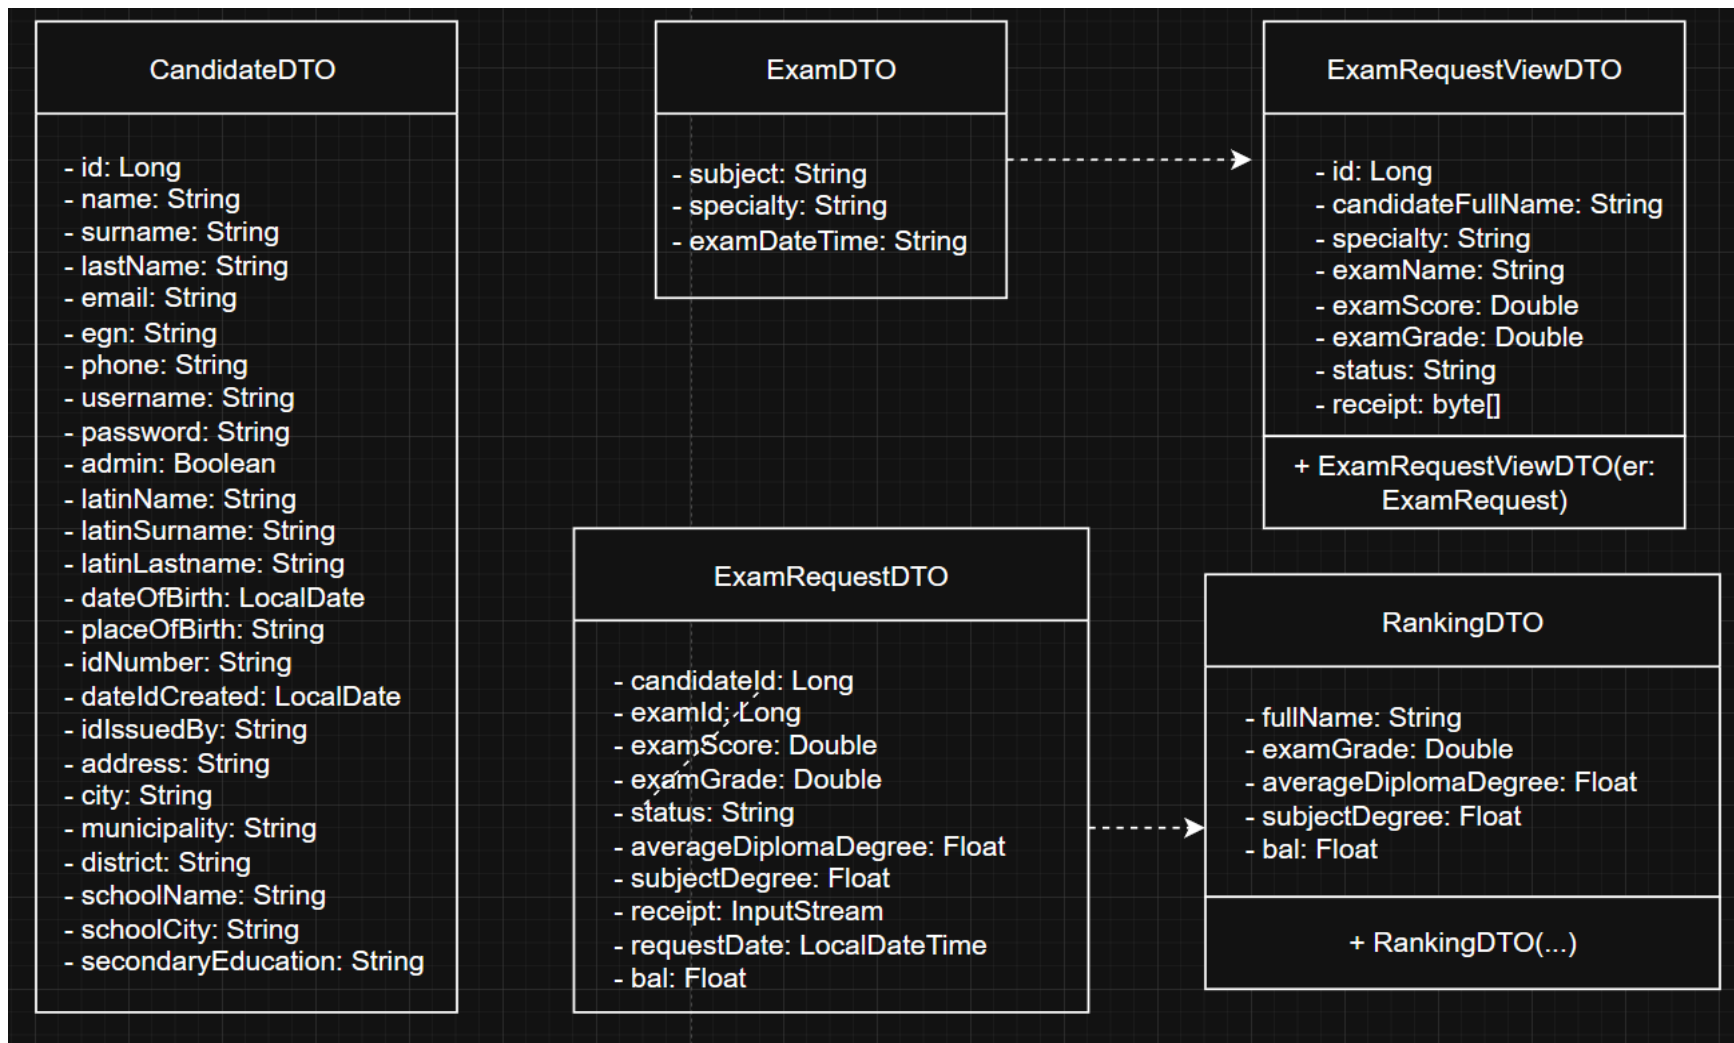 CandidateDTO
- id: Long
- name: String
- surname: String
- lastName: String
- email: String
- egn: String
- phone: String
- username: String
- password: String
- admin: Boolean
- latinName: String
- latinSurname: String
- latinLastname: String
- dateOfBirth: LocalDate
- placeOfBirth: String
- idNumber: String
- dateIdCreated: LocalDate
- idIssuedBy: String
- address: String
- city: String
- municipality: String
- district: String
- schoolName: String
- schoolCity: String
- secondaryEducation: String
ExamDTO
- subject: String
- specialty: String
- examDateTime: String
ExamRequestViewDTO
- id: Long
- candidateFullName: String
- specialty: String
- examName: String
- examScore: Double
- examGrade: Double
- status: String
- receipt: byte[]
+ ExamRequestViewDTO(er:
ExamRequest)
ExamRequestDTO
- candidateId: Long
- examId: Long
- examScore: Double
- examGrade: Double
- status: String
- averageDiplomaDegree: Float
- subjectDegree: Float
- receipt: InputStream
- requestDate: LocalDateTime
- bal: Float
RankingDTO
- fullName: String
- examGrade: Double
- averageDiplomaDegree: Float
- subjectDegree: Float
- bal: Float
+ RankingDTO(...)